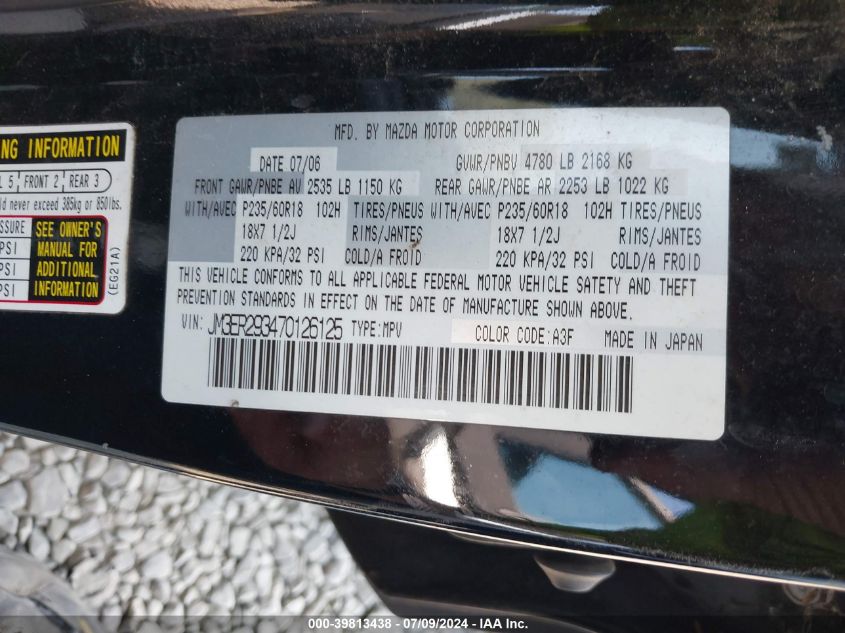 NG INFORMATION
L 5 FRONT 2 REAR 3
ld never exceed 385kg or 850lbs.
SSURE
PSI
PSI
PSI
SEE OWNER'S
MANUAL FOR
ADDITIONAL
INFORMATION
(EG21A)
MFD. BY MAZDA MOTOR CORPORATION
DATE 07/06 GVWR/PNBV 4780 LB 2168 KG
FRONT GAWR/PNBE AV 2535 LB 1150 KG REAR GAWR/PNBE AR 2253 LB 1022 KG
WITH/AVEC P235/60R18 102H TIRES/PNEUS WITH/AVEC P235/60R18 102H TIRES/PNEUS
18X7 1/2J RIMS/JANTES 18X7 1/2J RIMS/JANTES
220 KPA/32 PSI COLD/A FROID 220 KPA/32 PSI COLD/A FROID
THIS VEHICLE CONFORMS TO ALL APPLICABLE FEDERAL MOTOR VEHICLE SAFETY AND THEFT
PREVENTION STANDARDS IN EFFECT ON THE DATE OF MANUFACTURE SHOWN ABOVE.
VIN: JM3ER293470126125 TYPE:MPV COLOR CODE:A3F MADE IN JAPAN
000-39813438 - 07/09/2024 - IAA, Inc.